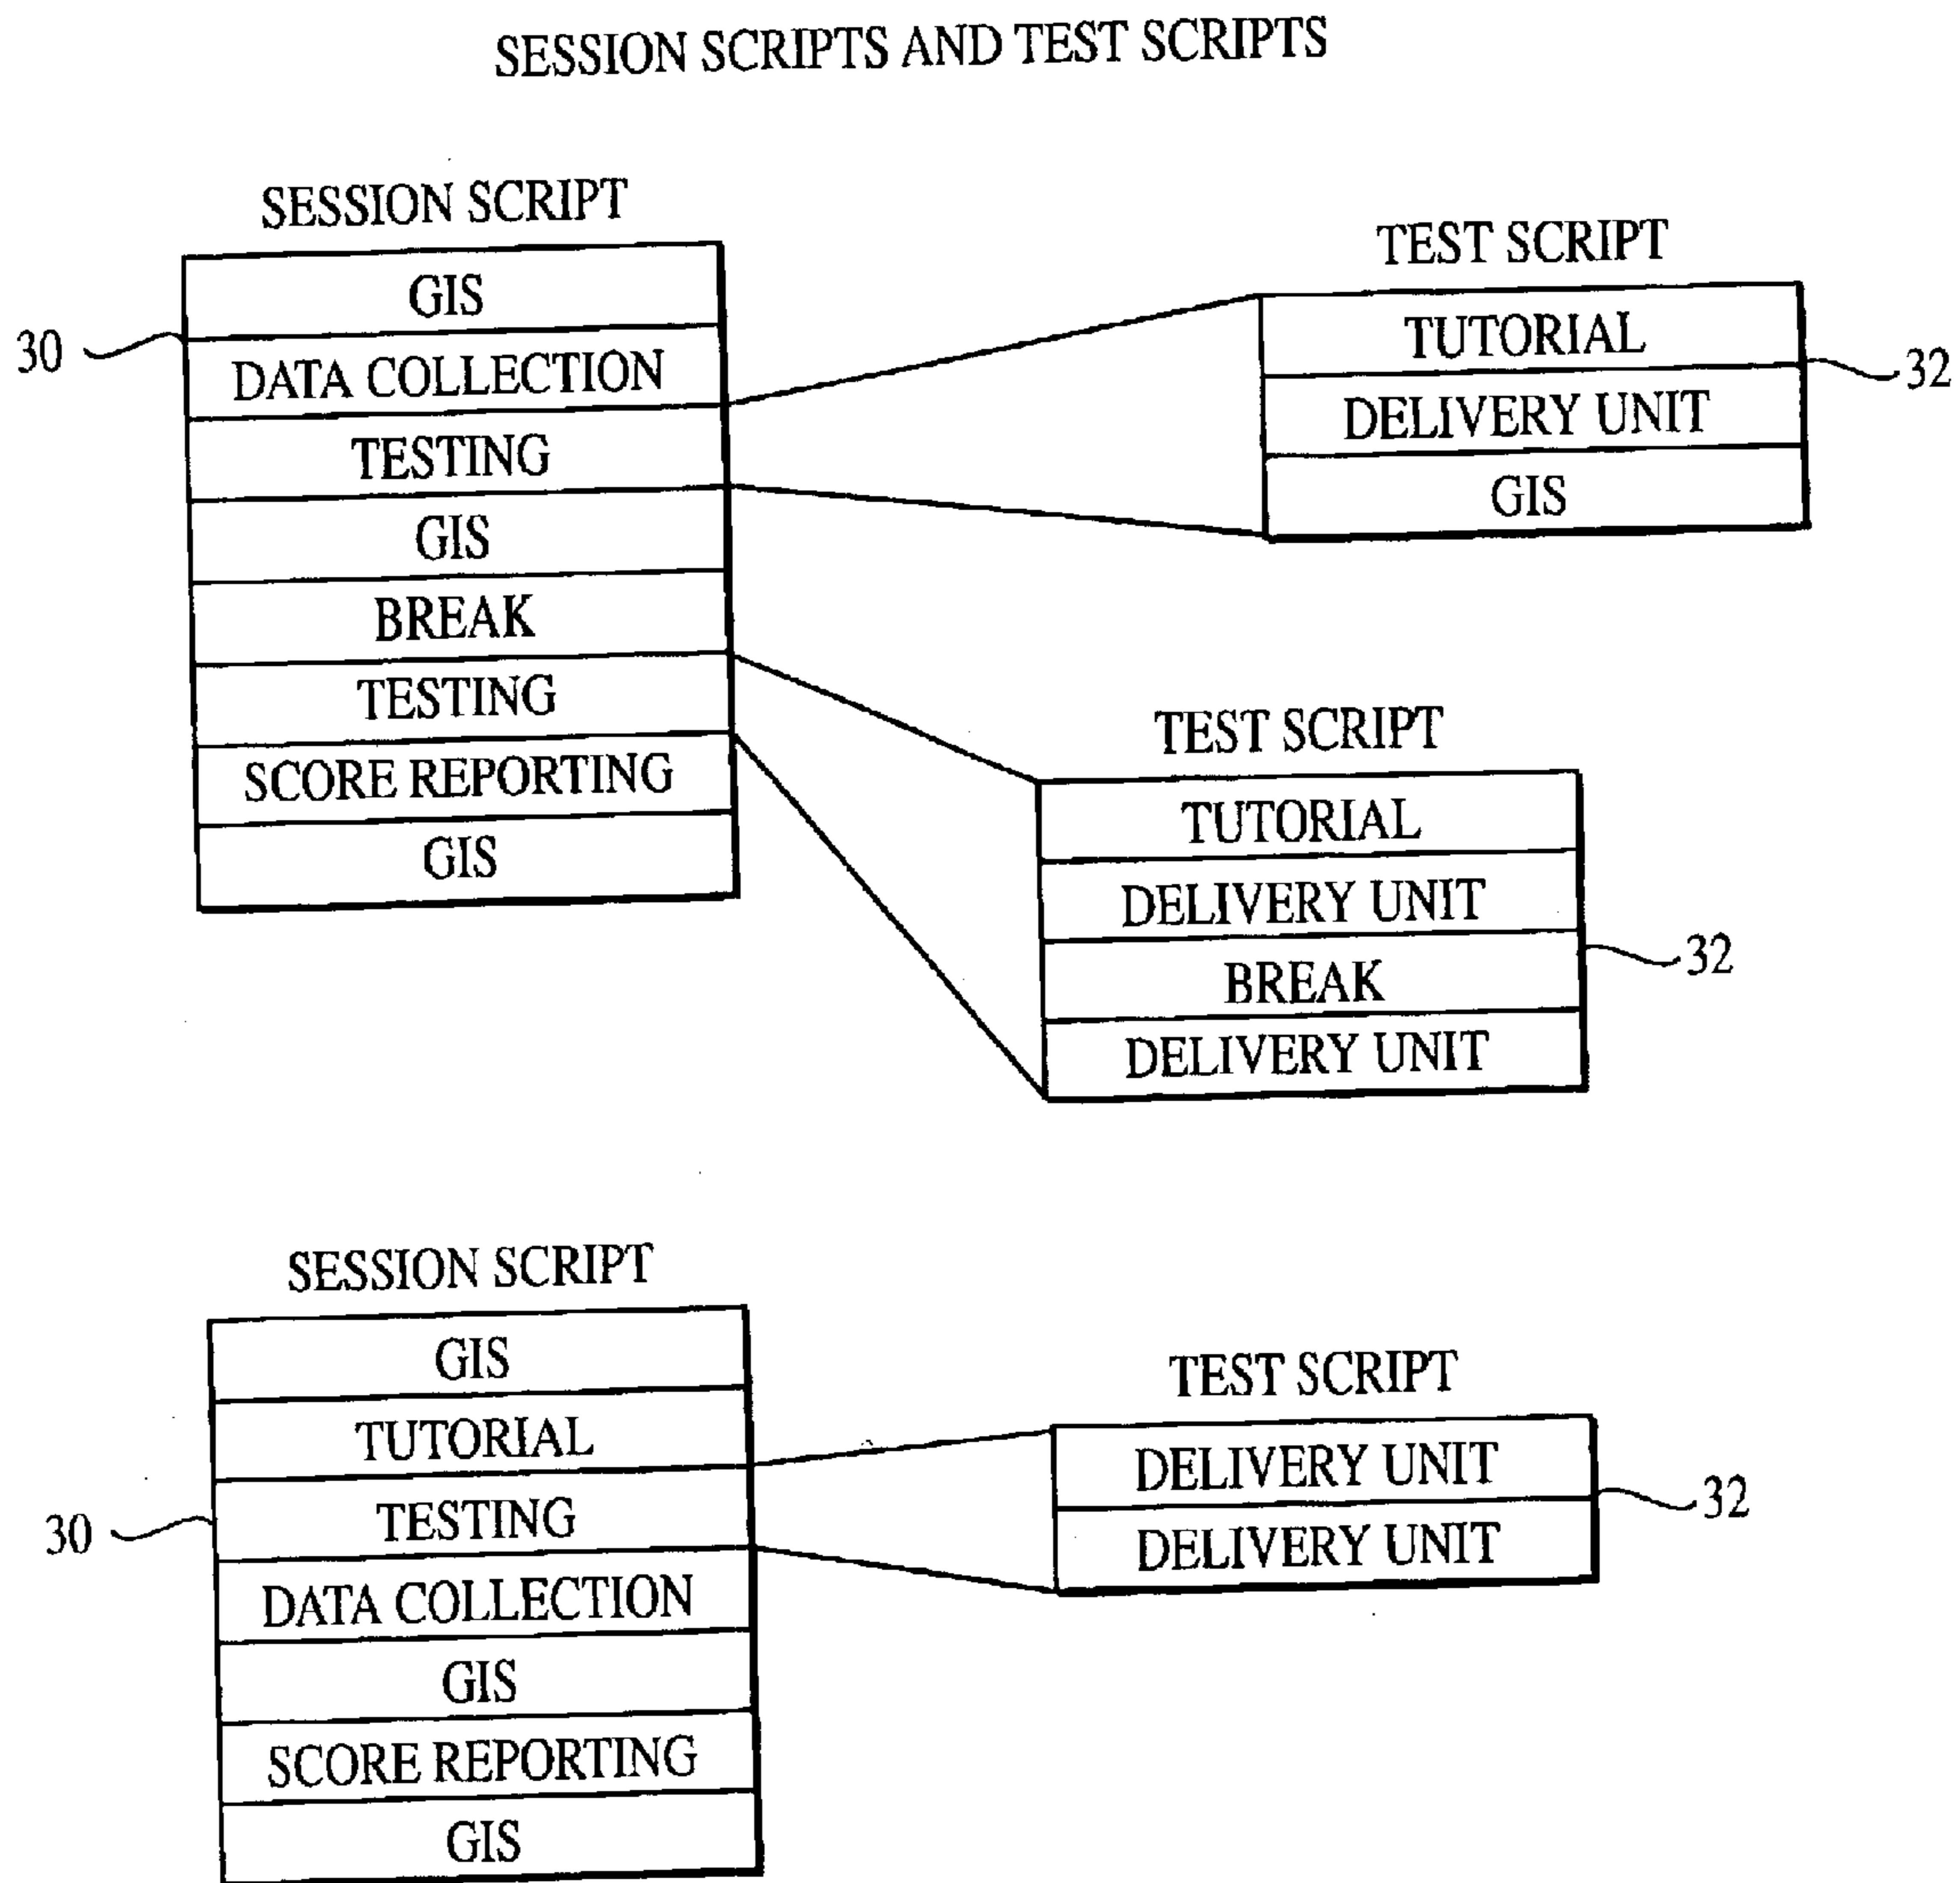 SESSION SCRIPTS AND TEST SCRIPTS
SESSION SCRIPT
GIS
30
DATA COLLECTION
TESTING
GIS
BREAK
TESTING
SCORE REPORTING
GIS
TEST SCRIPT
TUTORIAL
32
DELIVERY UNIT
GIS
TEST SCRIPT
TUTORIAL
DELIVERY UNIT
32
BREAK
DELIVERY UNIT
SESSION SCRIPT
GIS
TUTORIAL
30
TESTING
DATA COLLECTION
GIS
SCORE REPORTING
GIS
TEST SCRIPT
DELIVERY UNIT
32
DELIVERY UNIT